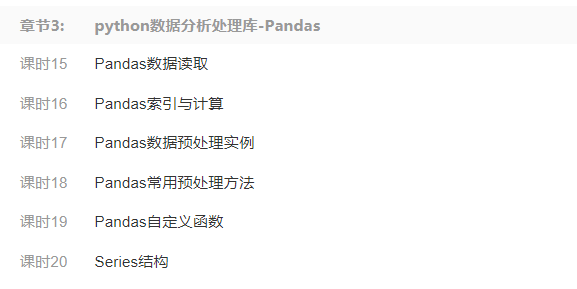 章节3: python数据分析处理库-Pandas
课时15 Pandas数据读取
课时16 Pandas索引与计算
课时17 Pandas数据预处理实例
课时18 Pandas常用预处理方法
课时19 Pandas自定义函数
课时20 Series结构